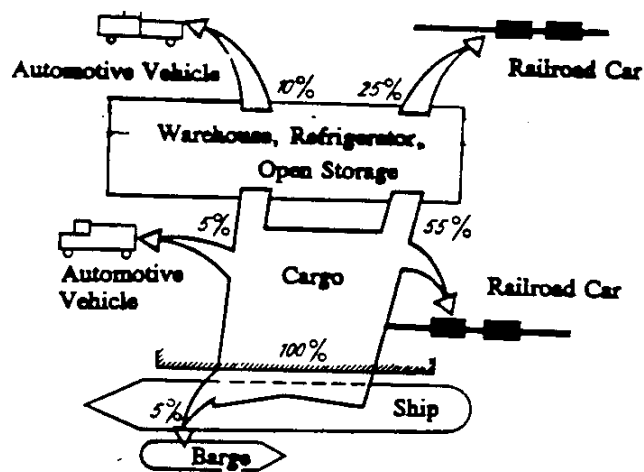 Automotive Vehicle
Railroad Car
10%
25%
Warehouse, Refrigerator,
Open Storage
5%
55%
Automotive
Vehicle
Cargo
Railroad Car
100%
Ship
5%
Barge